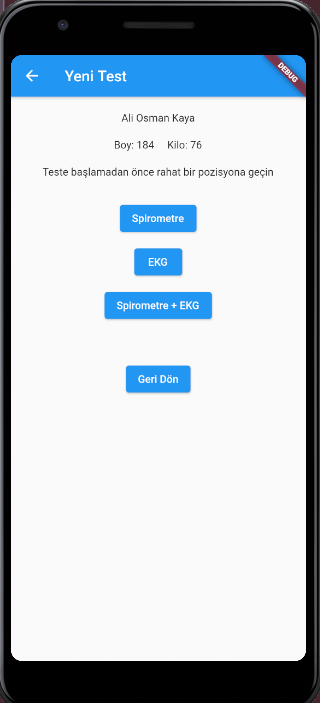 Yeni Test
DEBUG
Ali Osman Kaya
Boy: 184 Kilo: 76
Teste başlamadan önce rahat bir pozisyona geçin
Spirometre
EKG
Spirometre + EKG
Geri Dön